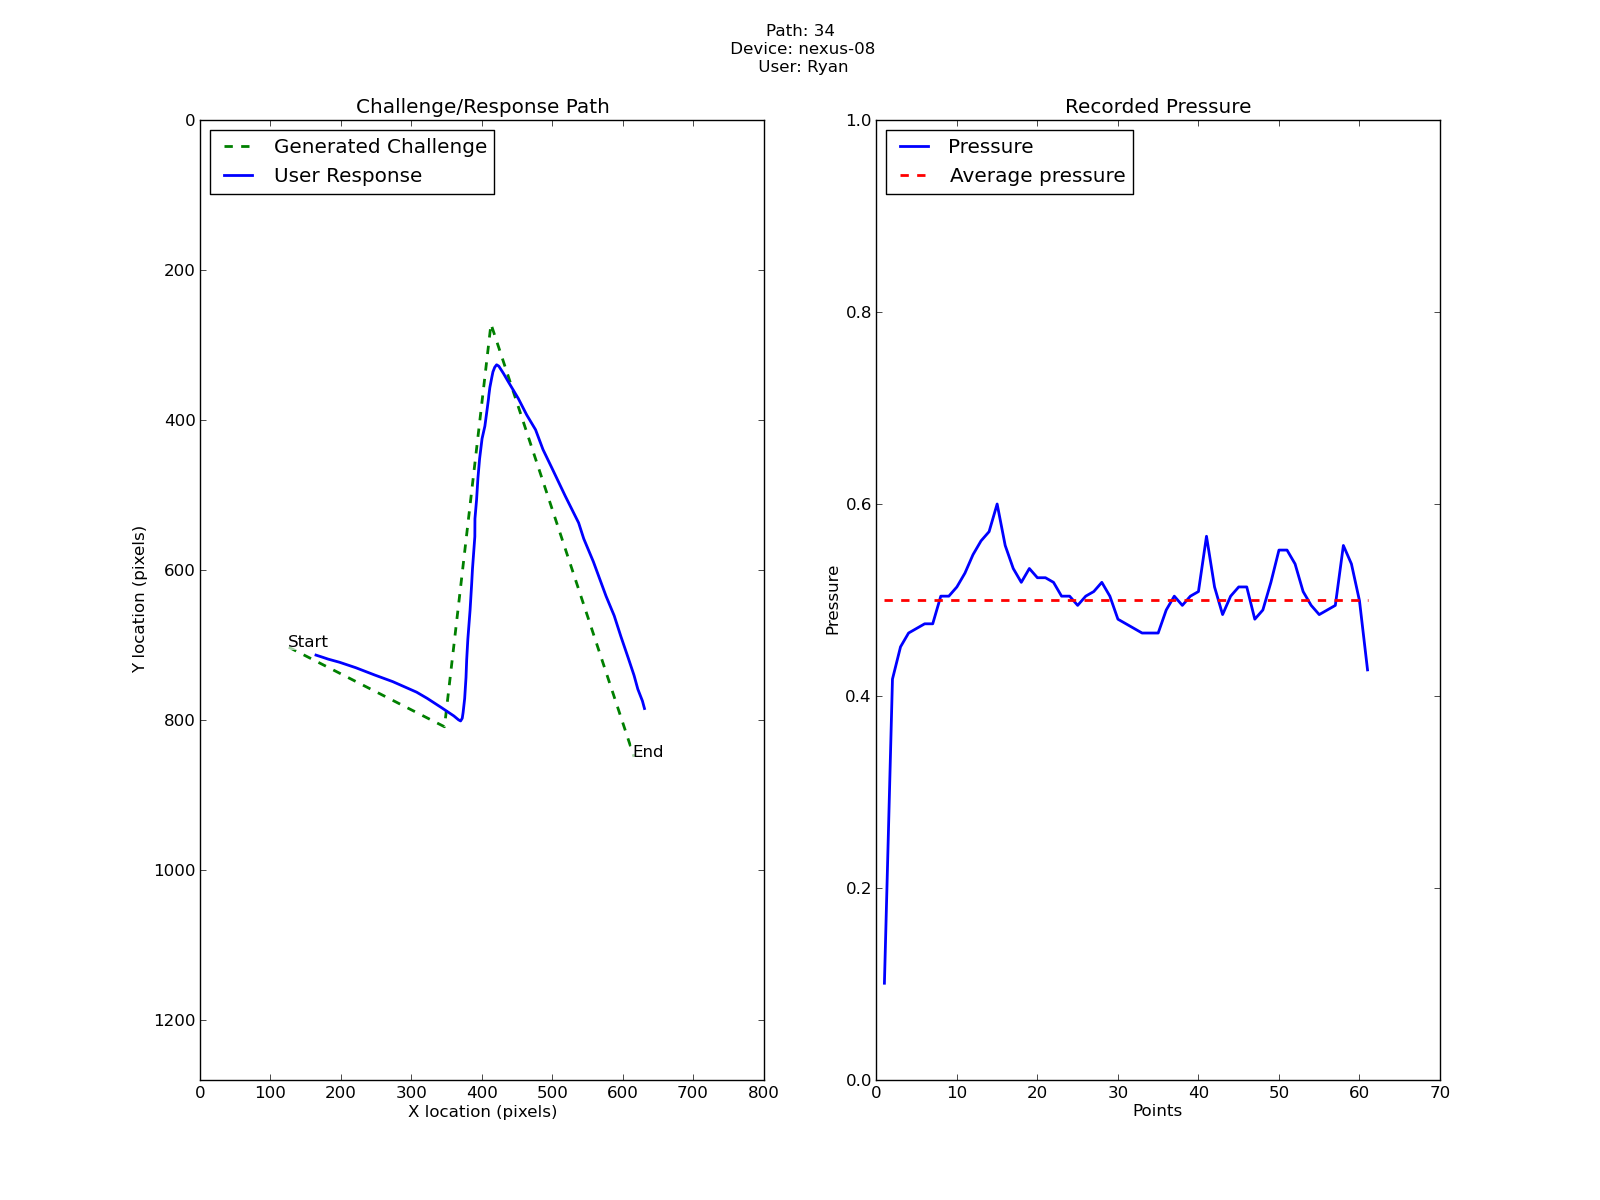 Path: 34
Device: nexus-08
User: Ryan
Challenge/Response Path
Generated Challenge
User Response
Start
End
0
200
400
600
800
1000
1200
Y location (pixels)
0 100 200 300 400 500 600 700 800
X location (pixels)
Recorded Pressure
Pressure
Average pressure
1.0
0.8
0.6
0.4
0.2
0.0
Pressure
0 10 20 30 40 50 60 70
Points